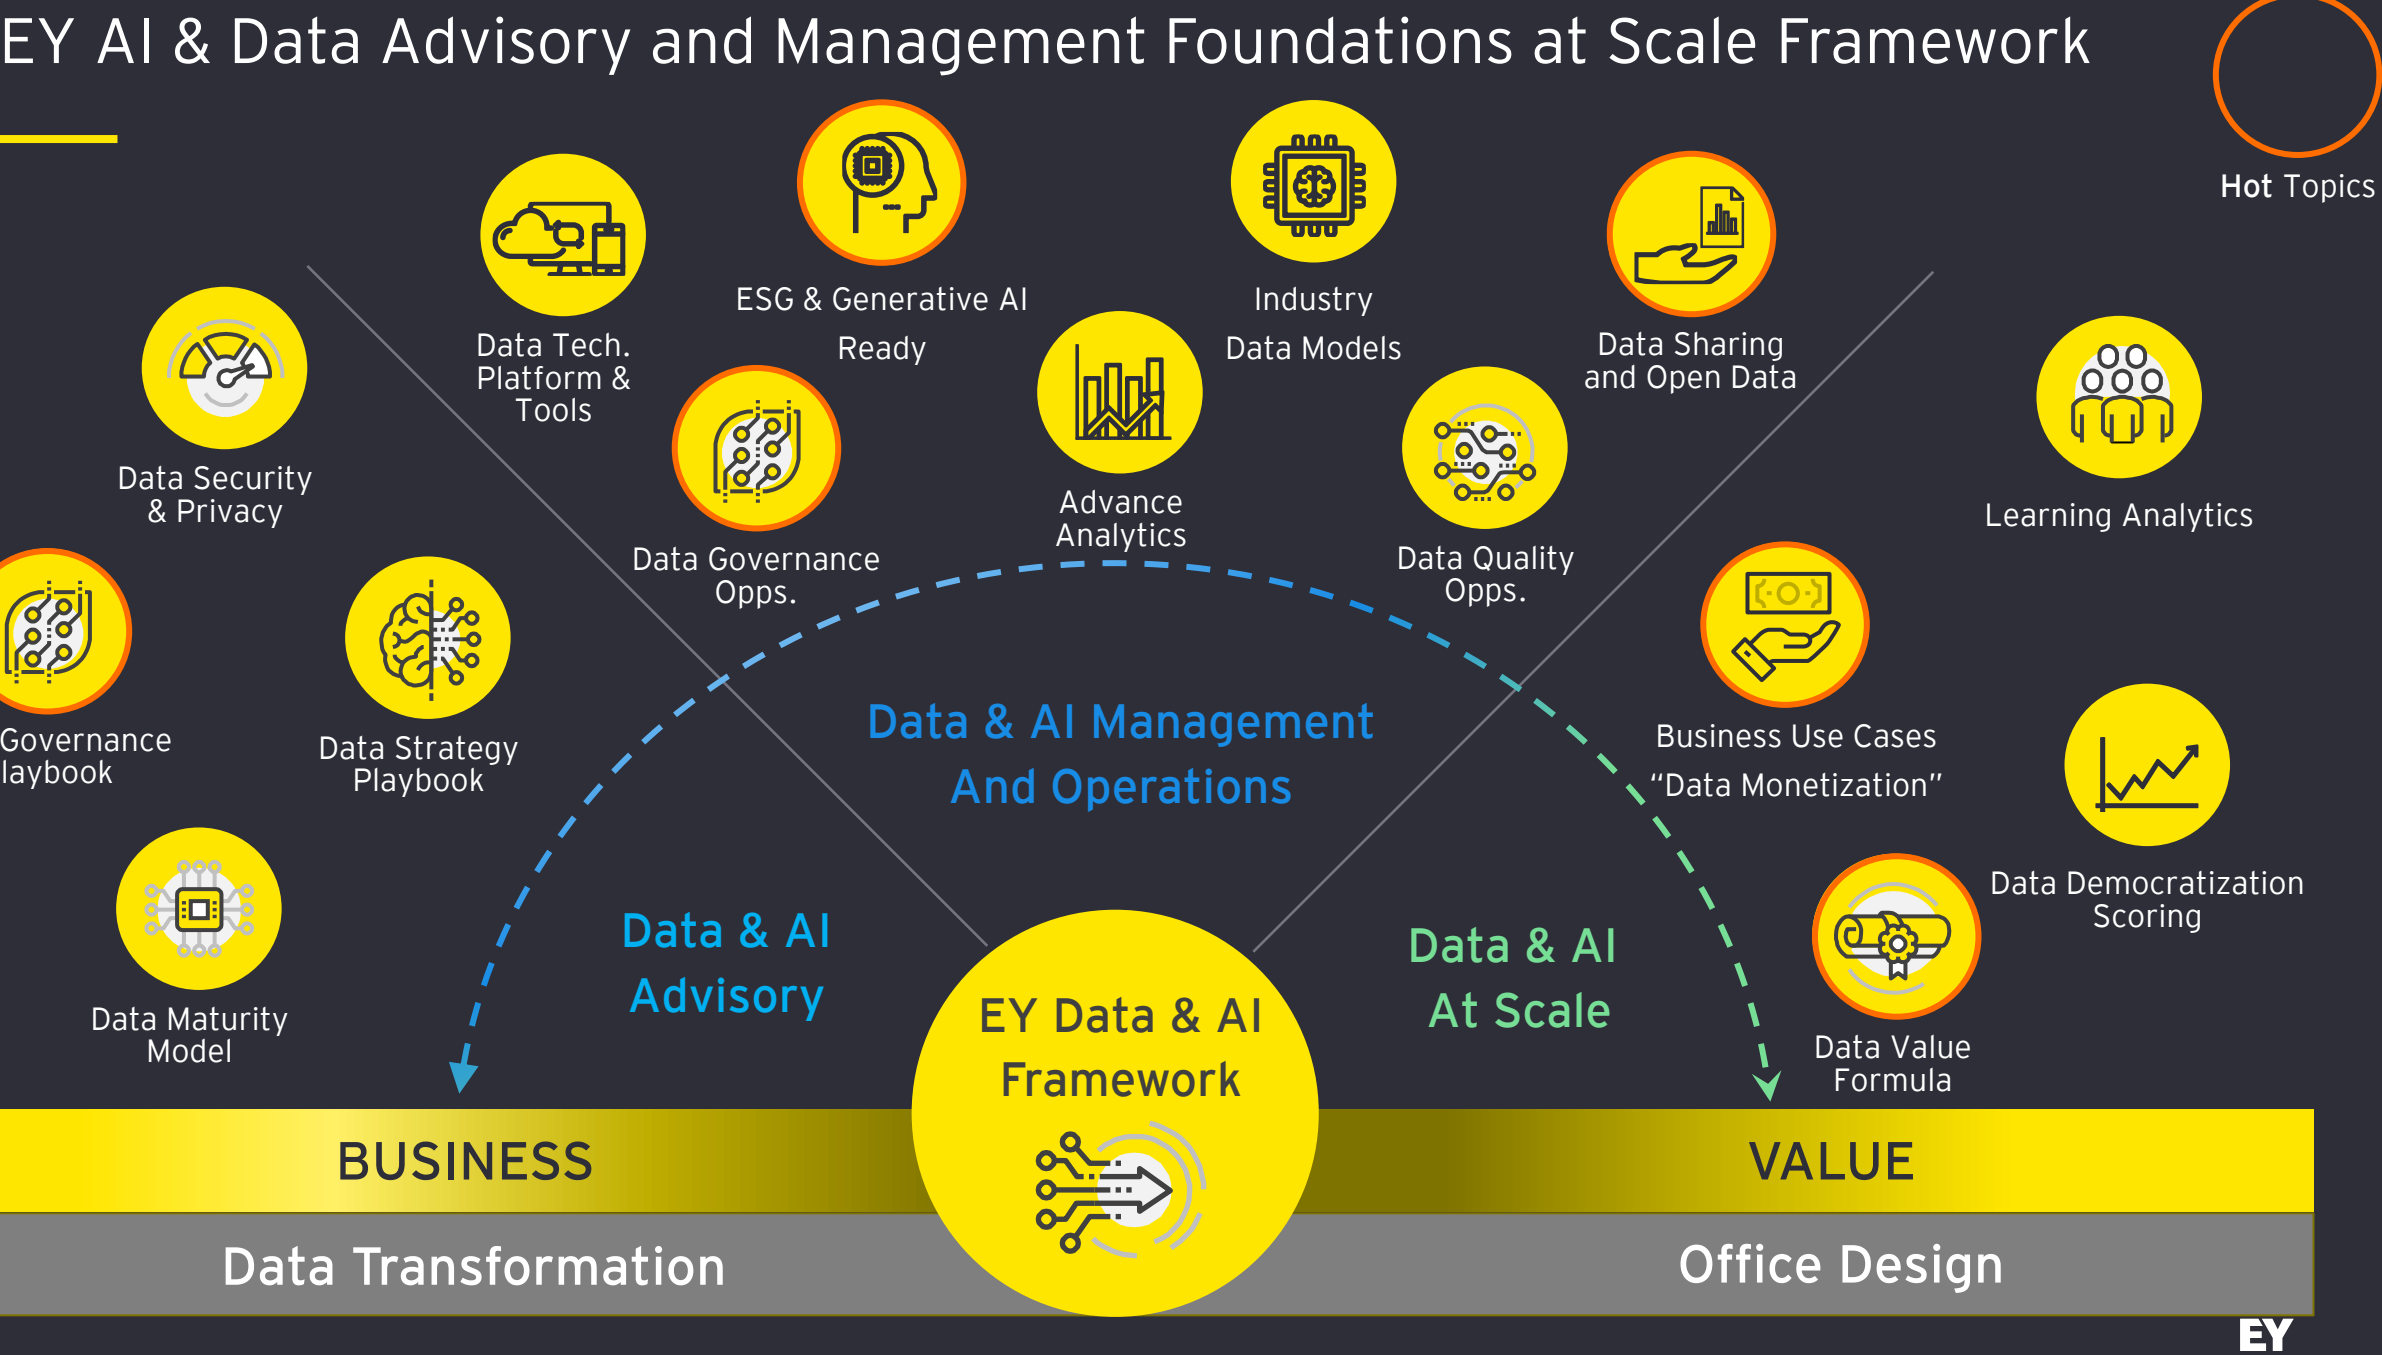 EY AI & Data Advisory and Management Foundations at Scale Framework
Hot Topics
Data Security
& Privacy
Governance
laybook
Data Strategy
Playbook
Data Maturity
Model
Data Tech.
Platform &
Tools
ESG & Generative AI
Ready
Data Governance
Opps.
Advance
Analytics
Industry
Data Models
Data Quality
Opps.
Data Sharing
and Open Data
Learning Analytics
Business Use Cases
“Data Monetization”
Data Democratization
Scoring
Data Value
Formula
Data & AI Management
And Operations
Data & AI
Advisory
Data & AI
At Scale
EY Data & AI
Framework
BUSINESS
VALUE
Data Transformation
Office Design
EY